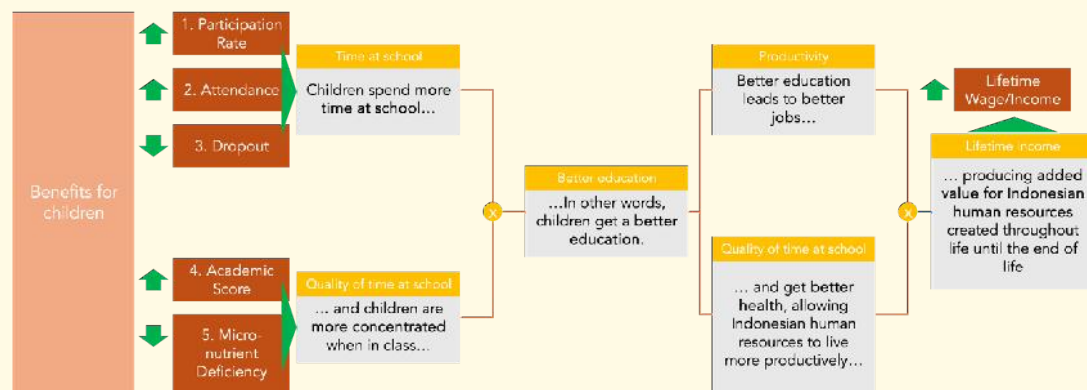 Benefits for
children
1. Participation
Rate
2. Attendance
3. Dropout
4. Academic
Score
5. Micro-
nutrient
Deficiency
Time at school
Children spend more
time at school...
Quality of time at school
... and children are
more concentrated
when in class...
x
Better education
...In other words,
children get a better
education.
Productivity
Better education
leads to better
jobs...
Quality of time at school
... and get better
health, allowing
Indonesian human
resources to live
more productively...
x
Lifetime
Wage/Income
Lifetime income
... producing added
value for Indonesian
human resources
created throughout
life until the end of
life